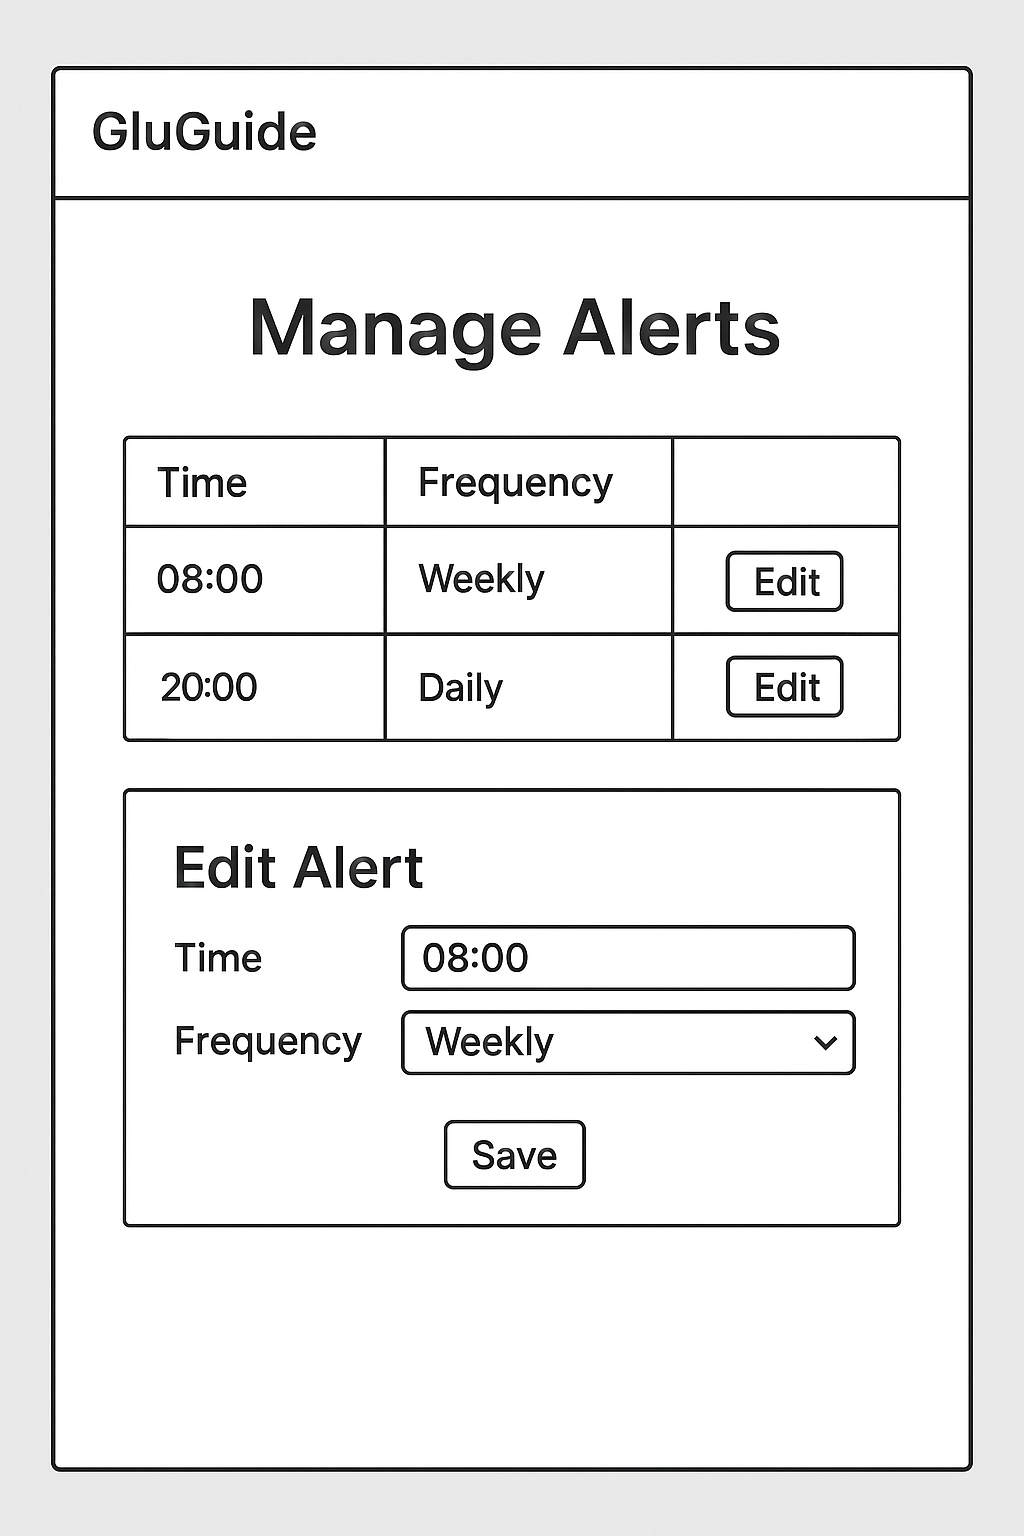 GluGuide
Manage Alerts
Time Frequency
08:00 Weekly Edit
20:00 Daily Edit
Edit Alert
Time 08:00
Frequency Weekly
Save